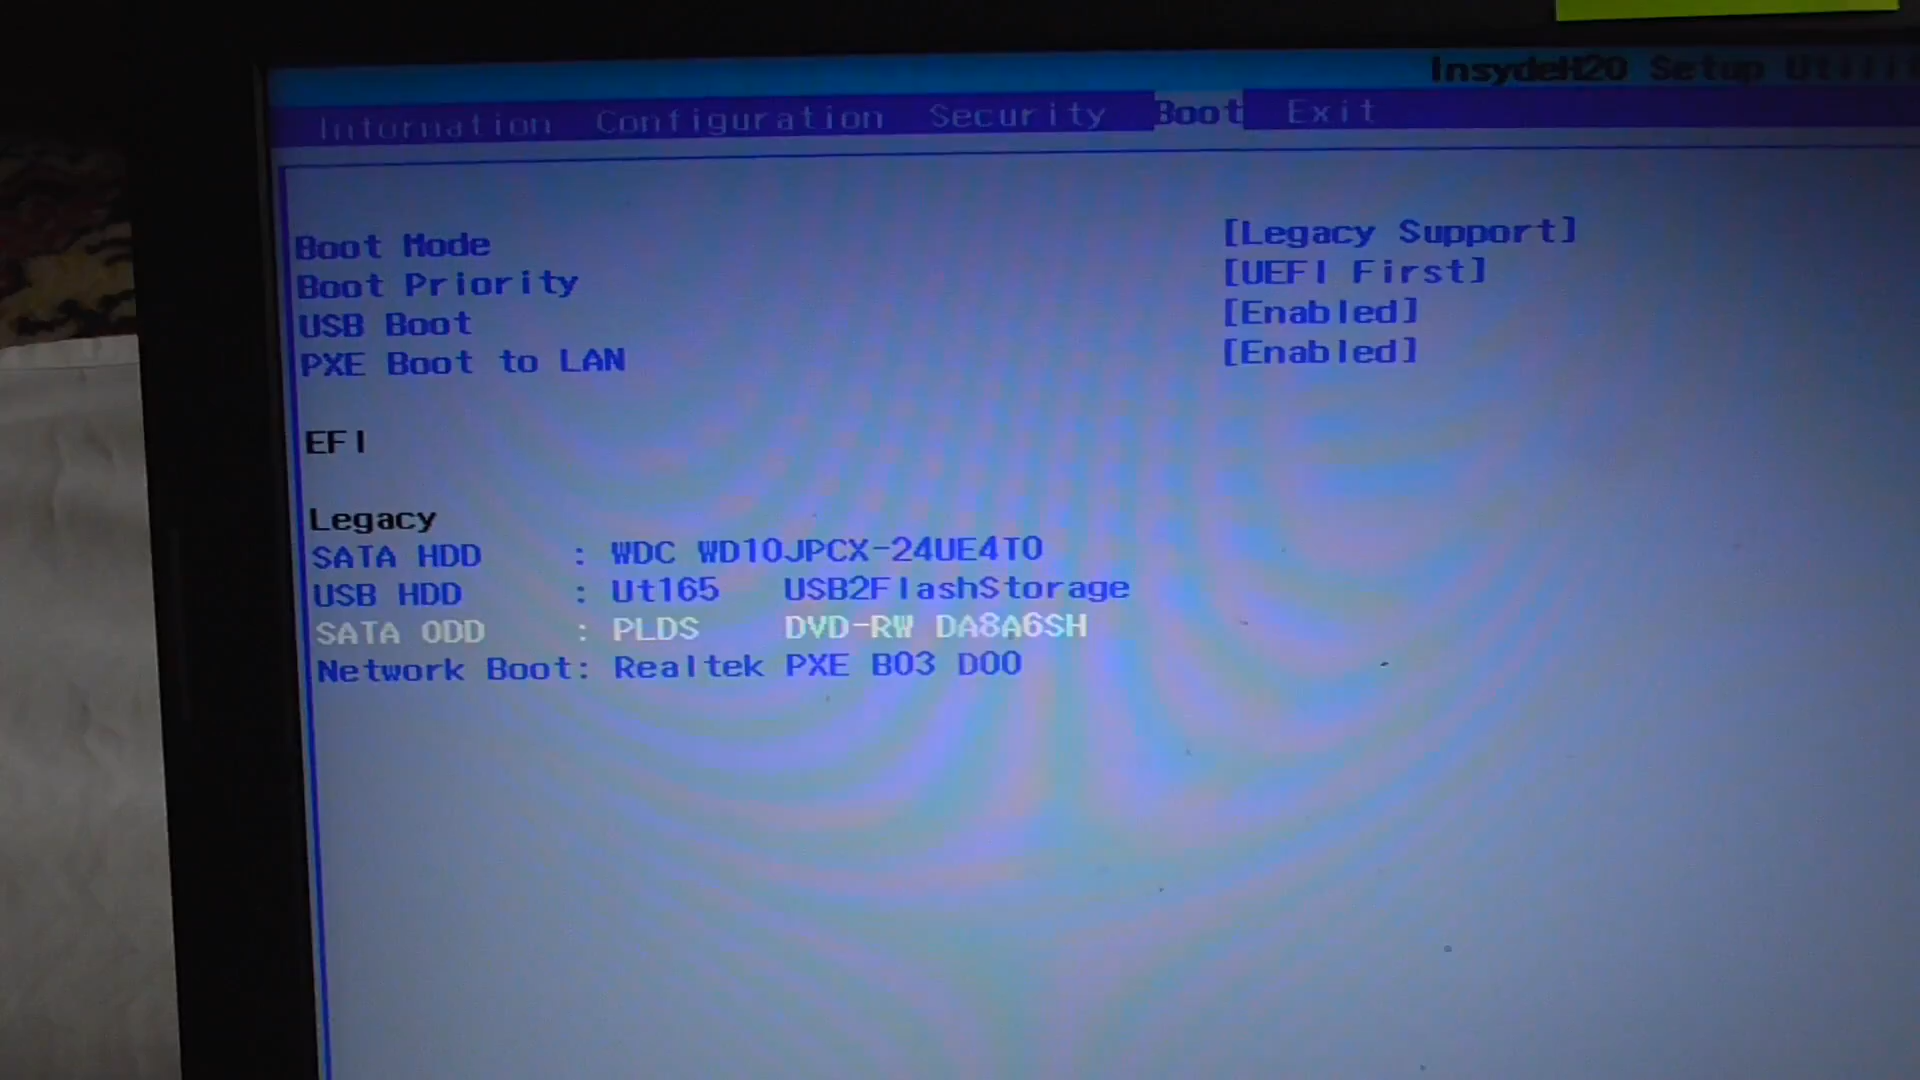 InsydeH20 Setup
Information Configuration Security Boot Exit
Boot Mode [Legacy Support]
Boot Priority [UEFI First]
USB Boot [Enabled]
PXE Boot to LAN [Enabled]
EFI
Legacy
SATA HDD : WDC WD10JPCX-24UE4T0
USB HDD : Ut165 USB2FlashStorage
SATA ODD : PLDS DVD-RW DA8A6SH
Network Boot: Realtek PXE B03 D00